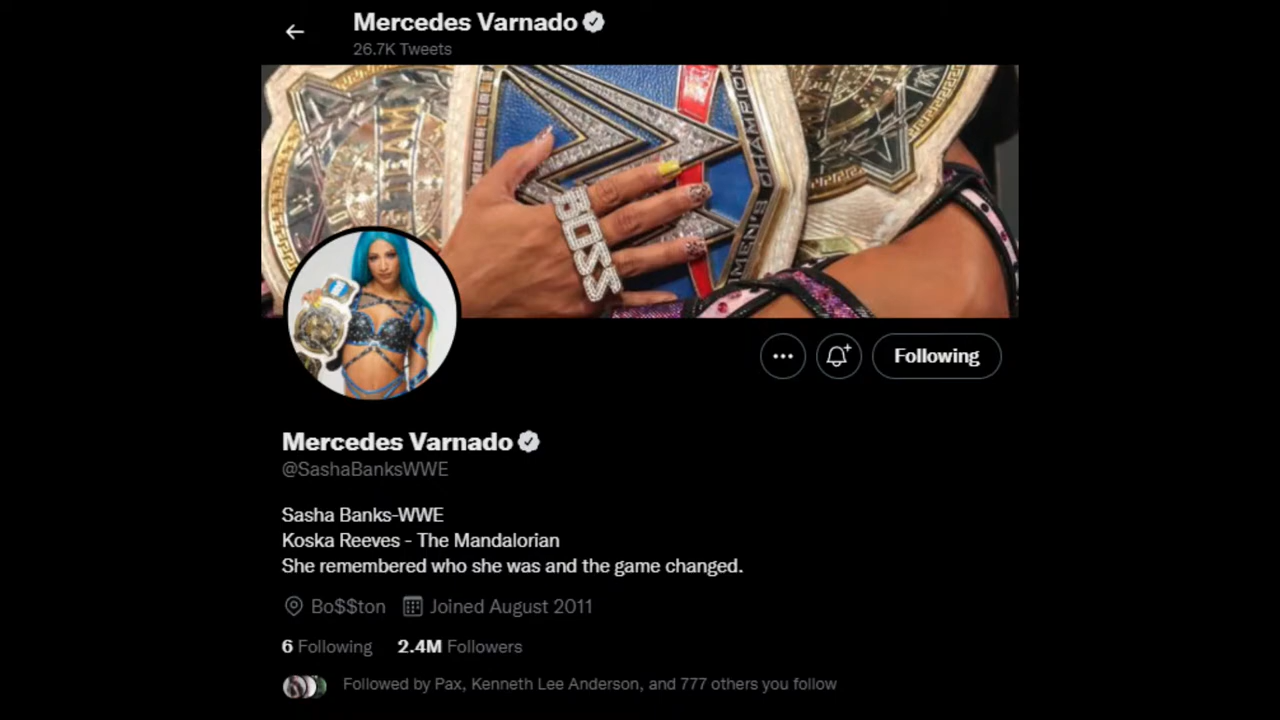 Mercedes Varnado
26.7K Tweets
WOMEN'S CHAMPION
BOSS
Following
Mercedes Varnado
@SashaBanksWWE
Sasha Banks-WWE
Koska Reeves - The Mandalorian
She remembered who she was and the game changed.
Bo$$ton Joined August 2011
6 Following 2.4M Followers
Followed by Pax, Kenneth Lee Anderson, and 777 others you follow